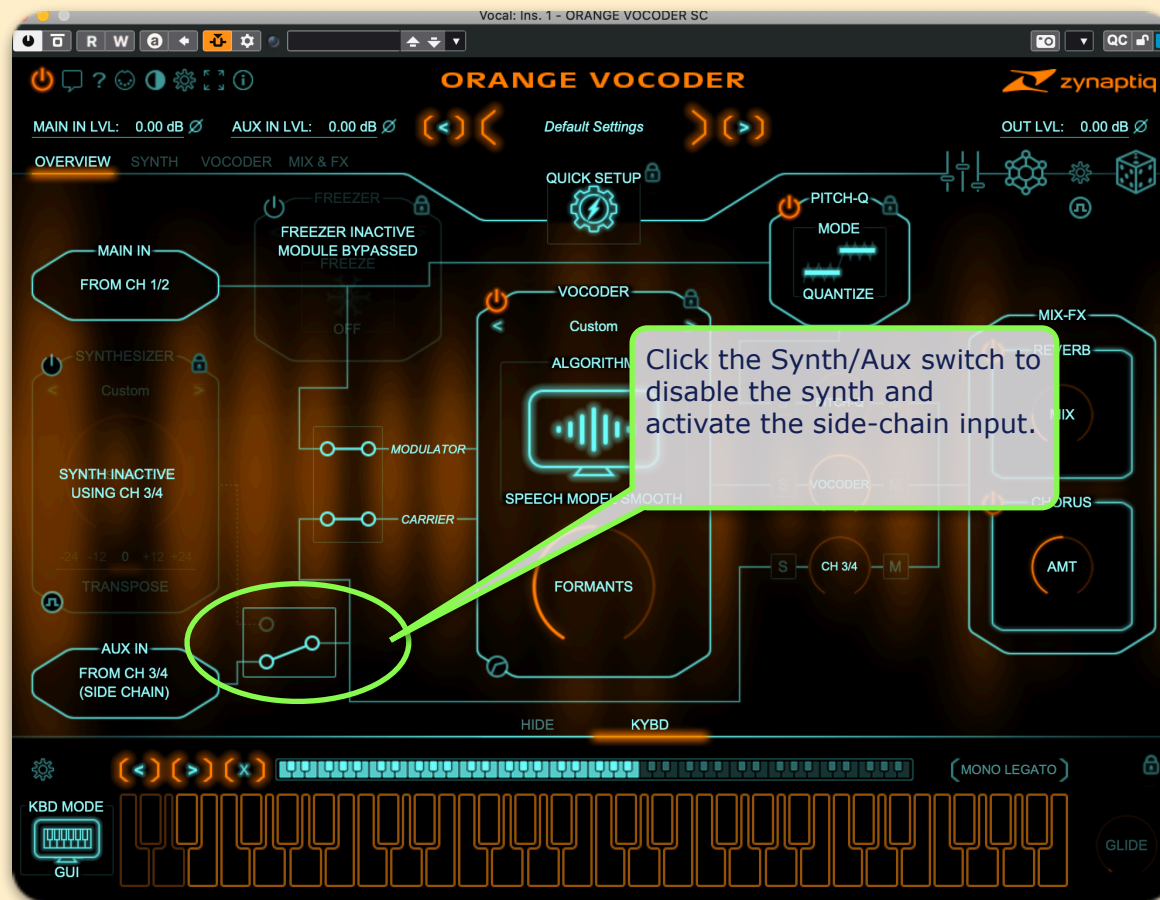 Vocal: Ins. 1 - ORANGE VOCODER SC
R W a QC
? ORANGE VOCODER zynaptiq
MAIN IN LVL: 0.00 dB AUX IN LVL: 0.00 dB < Default Settings > OUT LVL: 0.00 dB
OVERVIEW SYNTH VOCODER MIX & FX
QUICK SETUP
FREEZER
FREEZER INACTIVE
MODULE BYPASSED
FREEZE
OFF
PITCH-Q
MODE
QUANTIZE
MAIN IN
FROM CH 1/2
VOCODER
< Custom
ALGORITHM
SPEECH MODEL SMOOTH
FORMANTS
MIX-FX
REVERB
MIX
CHORUS
AMT
Click the Synth/Aux switch to
disable the synth and
activate the side-chain input.
SYNTHESIZER
< Custom >
SYNTH INACTIVE
USING CH 3/4
-24 -12 0 +12 +24
TRANSPOSE
MODULATOR
CARRIER
S VOCODER M
S CH 3/4 M
AUX IN
FROM CH 3/4
(SIDE CHAIN)
HIDE KYBD
< > X MONO LEGATO
KBD MODE
GUI
GLIDE